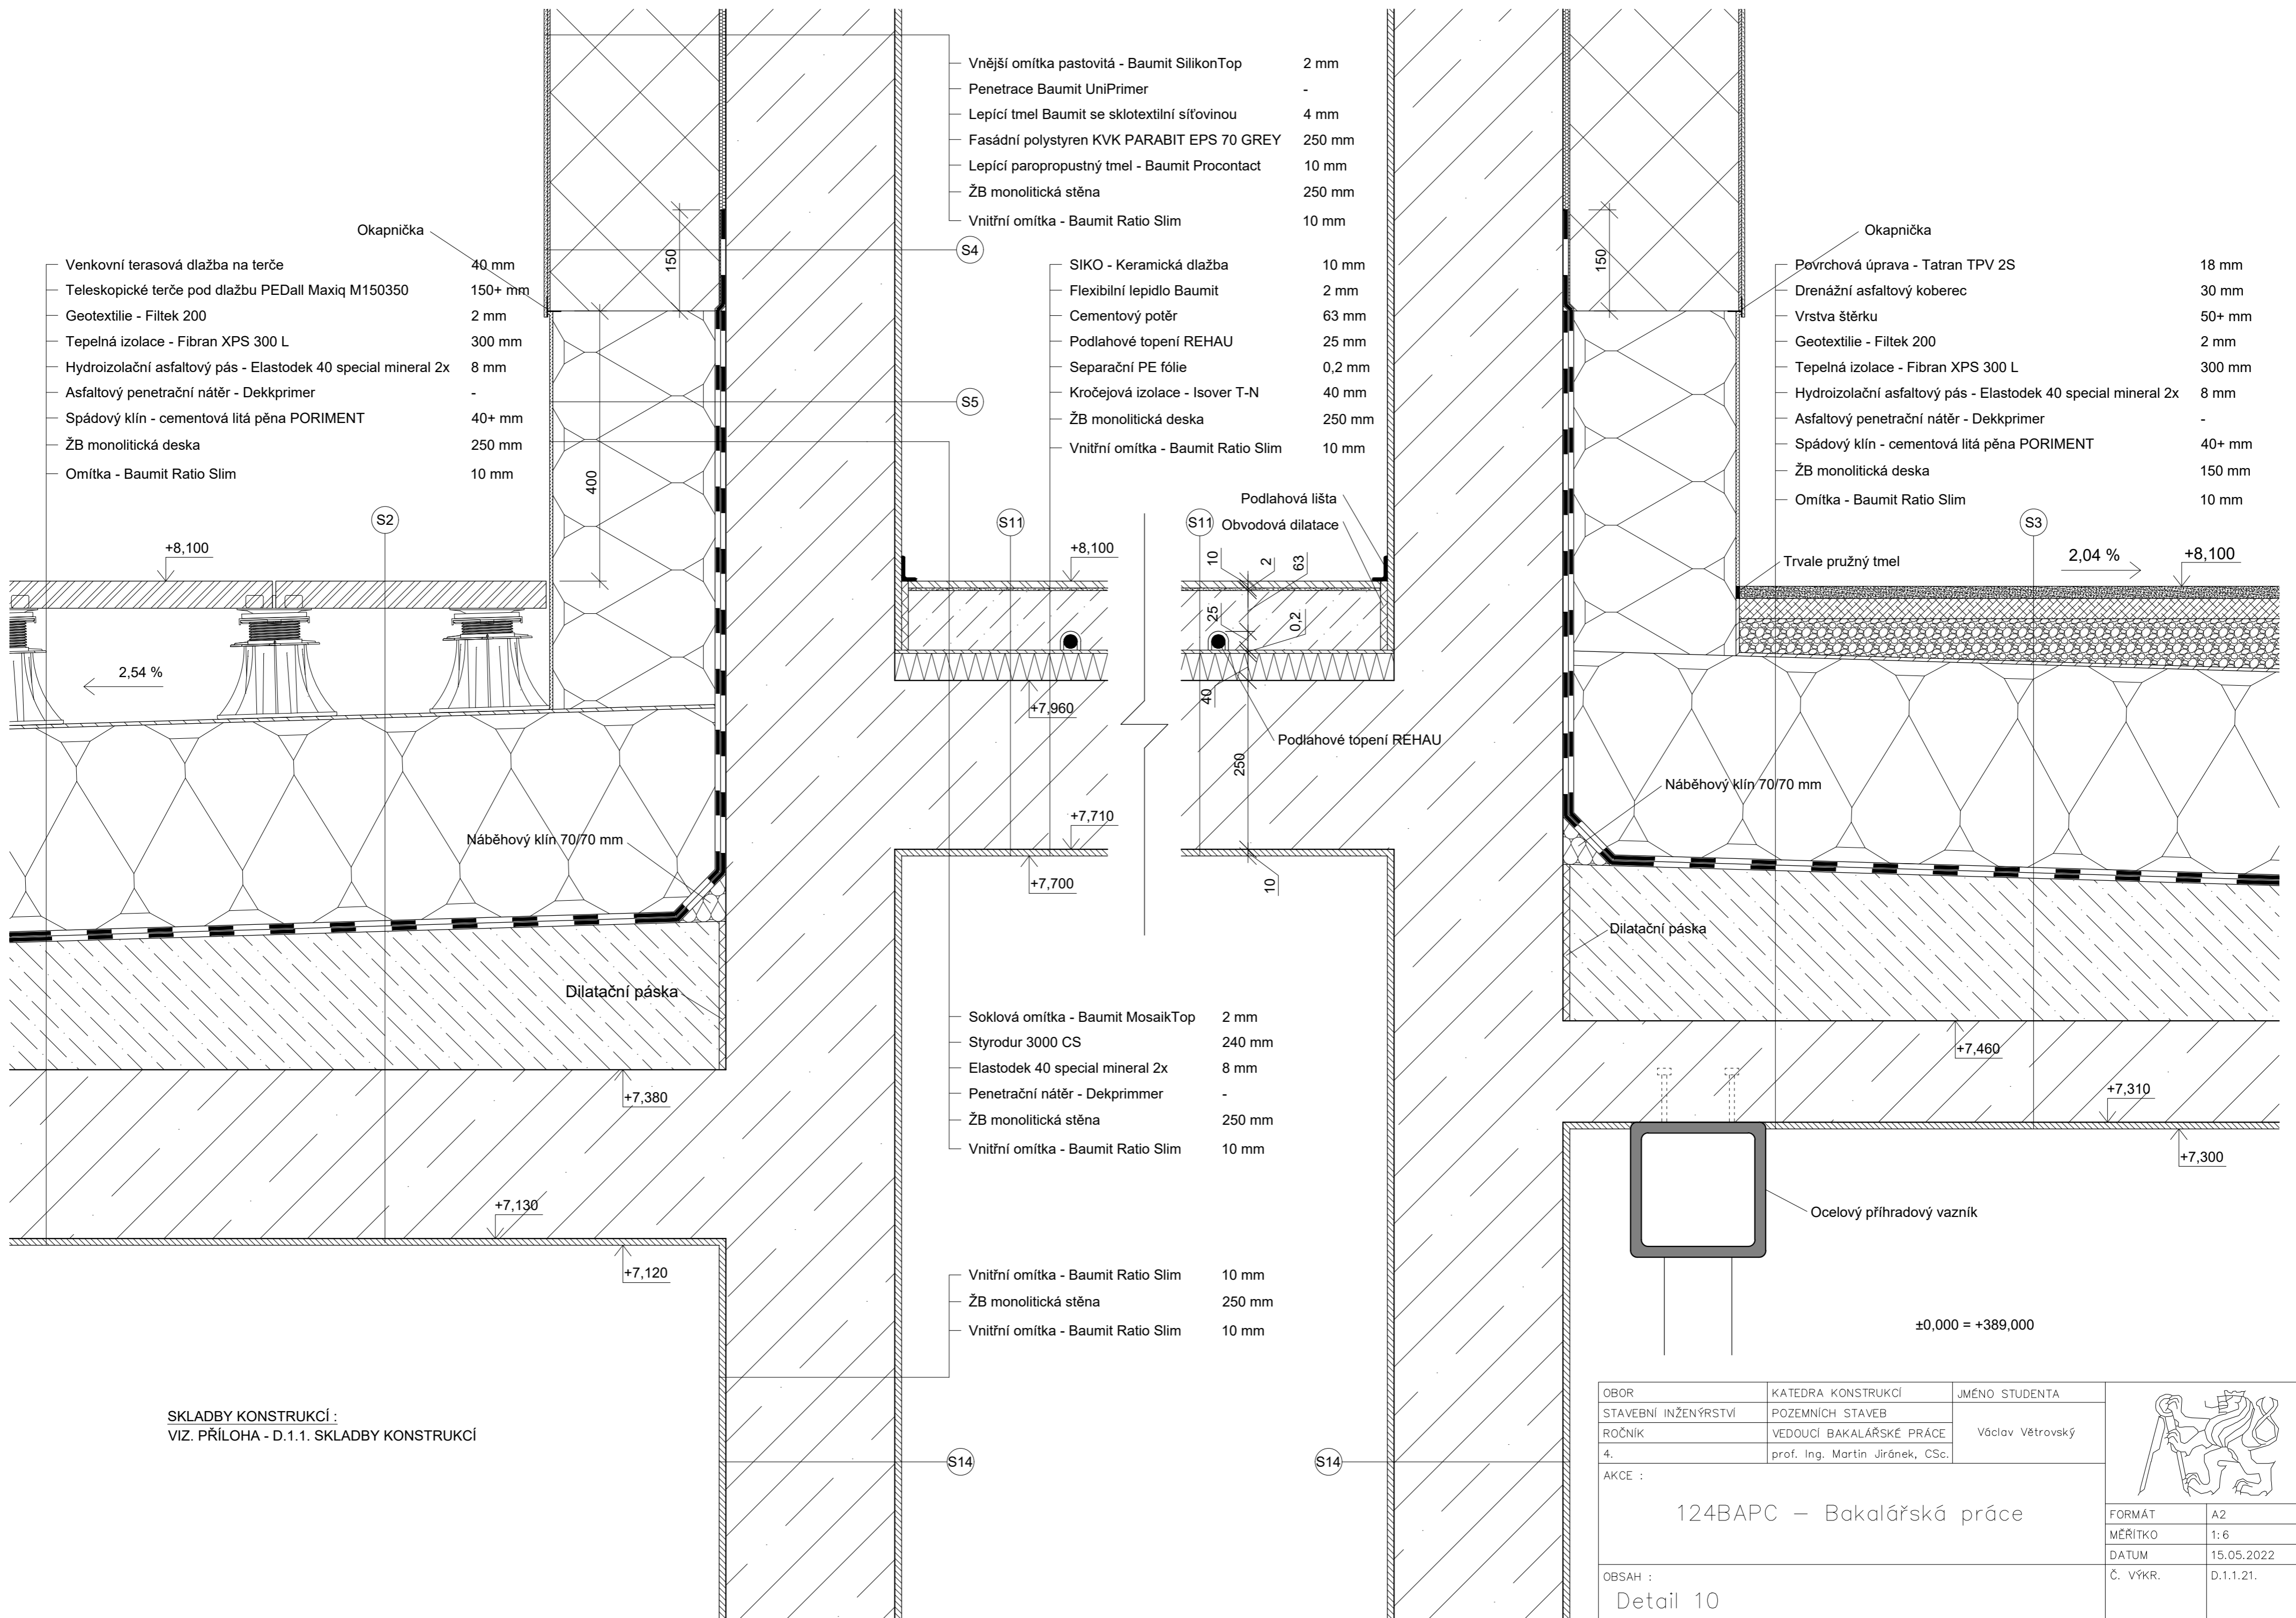 Vnější omítka pastovitá - Baumit SilikonTop 2 mm
Penetrace Baumit UniPrimer -
Lepící tmel Baumit se sklotextilní síťovinou 4 mm
Fasádní polystyren KVK PARABIT EPS 70 GREY 250 mm
Lepící paropropustný tmel - Baumit Procontact 10 mm
ŽB monolitická stěna 250 mm
Vnitřní omítka - Baumit Ratio Slim 10 mm
Okapnička
S4
150
Venkovní terasová dlažba na terče 40 mm
Teleskopické terče pod dlažbu PEDall Maxiq M150350 150+ mm
Geotextilie - Filtek 200 2 mm
Tepelná izolace - Fibran XPS 300 L 300 mm
Hydroizolační asfaltový pás - Elastodek 40 special mineral 2x 8 mm
Asfaltový penetrační nátěr - Dekkprimer -
Spádový klín - cementová litá pěna PORIMENT 40+ mm
ŽB monolitická deska 250 mm
Omítka - Baumit Ratio Slim 10 mm
S5
400
SIKO - Keramická dlažba 10 mm
Flexibilní lepidlo Baumit 2 mm
Cementový potěr 63 mm
Podlahové topení REHAU 25 mm
Separační PE fólie 0,2 mm
Kročejová izolace - Isover T-N 40 mm
ŽB monolitická deska 250 mm
Vnitřní omítka - Baumit Ratio Slim 10 mm
150
Okapnička
Povrchová úprava - Tatran TPV 2S 18 mm
Drenážní asfaltový koberec 30 mm
Vrstva štěrku 50+ mm
Geotextilie - Filtek 200 2 mm
Tepelná izolace - Fibran XPS 300 L 300 mm
Hydroizolační asfaltový pás - Elastodek 40 special mineral 2x 8 mm
Asfaltový penetrační nátěr - Dekkprimer -
Spádový klín - cementová litá pěna PORIMENT 40+ mm
ŽB monolitická deska 150 mm
Omítka - Baumit Ratio Slim 10 mm
S2
+8,100
2,54 %
Náběhový klín 70/70 mm
Dilatační páska
+7,380
+7,130
+7,120
S11
S11
Podlahová lišta
Obvodová dilatace
+8,100
10
2
63
25
0,2
40
+7,960
Podlahové topení REHAU
250
+7,710
+7,700
10
S3
Trvale pružný tmel
2,04 %
+8,100
Náběhový klín 70/70 mm
Dilatační páska
+7,460
+7,310
+7,300
Ocelový příhradový vazník
Soklová omítka - Baumit MosaikTop 2 mm
Styrodur 3000 CS 240 mm
Elastodek 40 special mineral 2x 8 mm
Penetrační nátěr - Dekprimmer -
ŽB monolitická stěna 250 mm
Vnitřní omítka - Baumit Ratio Slim 10 mm
Vnitřní omítka - Baumit Ratio Slim 10 mm
ŽB monolitická stěna 250 mm
Vnitřní omítka - Baumit Ratio Slim 10 mm
S14
S14
SKLADBY KONSTRUKCÍ :
VIZ. PŘÍLOHA - D.1.1. SKLADBY KONSTRUKCÍ
±0,000 = +389,000
OBOR KATEDRA KONSTRUKCÍ JMÉNO STUDENTA
STAVEBNÍ INŽENÝRSTVÍ POZEMNÍCH STAVEB
ROČNÍK VEDOUCÍ BAKALÁŘSKÉ PRÁCE Václav Větrovský
4. prof. Ing. Martin Jiránek, CSc.
AKCE :
124BAPC – Bakalářská práce
FORMÁT A2
MĚŘÍTKO 1:6
DATUM 15.05.2022
Č. VÝKR. D.1.1.21.
OBSAH :
Detail 10